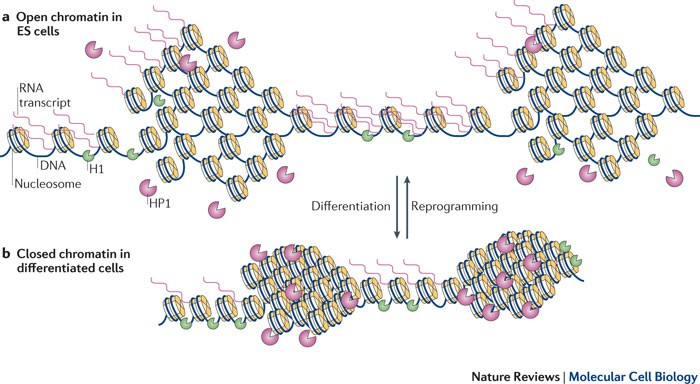 a Open chromatin in
ES cells
RNA
transcript
DNA
H1
Nucleosome
HP1
Differentiation
Reprogramming
b Closed chromatin in
differentiated cells
Nature Reviews | Molecular Cell Biology